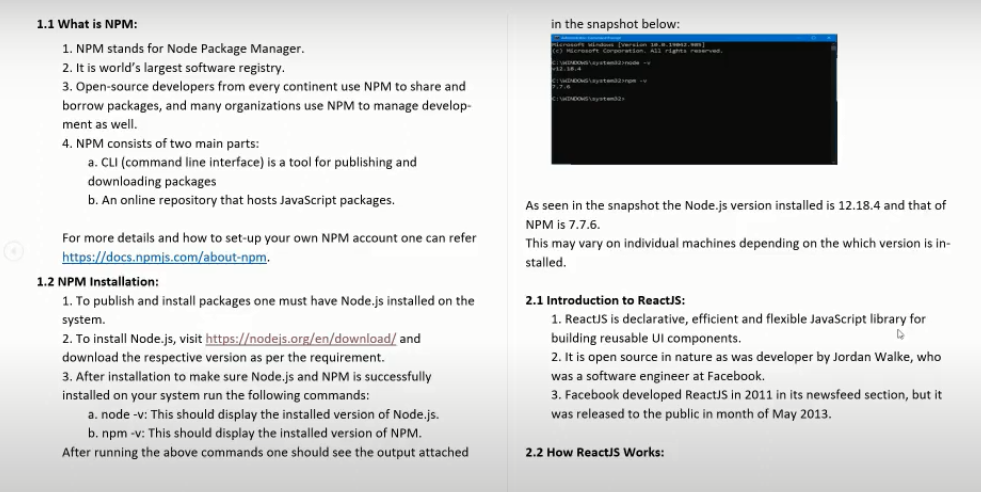 1.1 What is NPM:
1. NPM stands for Node Package Manager.
2. It is world's largest software registry.
3. Open-source developers from every continent use NPM to share and
borrow packages, and many organizations use NPM to manage develop-
ment as well.
4. NPM consists of two main parts:
a. CLI (command line interface) is a tool for publishing and
downloading packages
b. An online repository that hosts JavaScript packages.
For more details and how to set-up your own NPM account one can refer
https://docs.npmjs.com/about-npm.
1.2 NPM Installation:
1. To publish and install packages one must have Node.js installed on the
system.
2. To install Node.js, visit https://nodejs.org/en/download/ and
download the respective version as per the requirement.
3. After installation to make sure Node.js and NPM is successfully
installed on your system run the following commands:
a. node -v: This should display the installed version of Node.js.
b. npm -v: This should display the installed version of NPM.
After running the above commands one should see the output attached
in the snapshot below:
Microsoft Windows [Version 10.0.19042.985]
(c) Microsoft Corporation. All rights reserved.
C:\WINDOWS\system32>node -v
v12.18.4
C:\WINDOWS\system32>npm -v
7.7.6
C:\WINDOWS\system32>
As seen in the snapshot the Node.js version installed is 12.18.4 and that of
NPM is 7.7.6.
This may vary on individual machines depending on the which version is in-
stalled.
2.1 Introduction to ReactJS:
1. ReactJS is declarative, efficient and flexible JavaScript library for
building reusable UI components.
2. It is open source in nature as was developer by Jordan Walke, who
was a software engineer at Facebook.
3. Facebook developed ReactJS in 2011 in its newsfeed section, but it
was released to the public in month of May 2013.
2.2 How ReactJS Works: